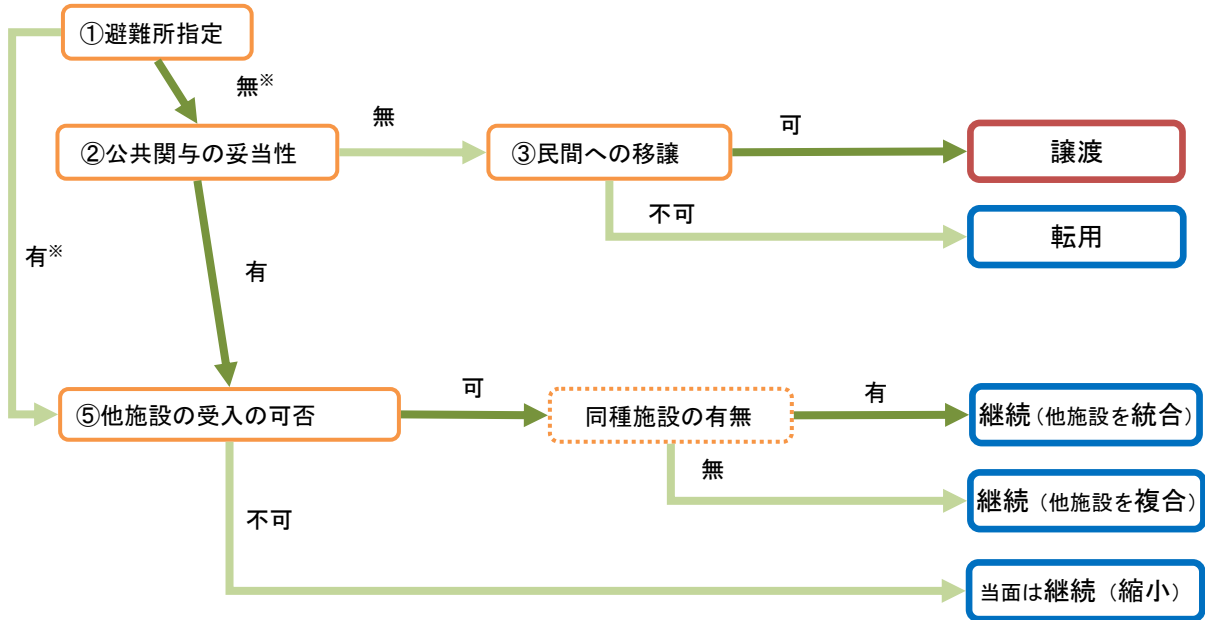 ①避難所指定
無※
②公共関与の妥当性
無
③民間への移譲
可
譲渡
不可
転用
有※
有
⑤他施設の受入の可否
可
同種施設の有無
有
継続(他施設を統合)
無
継続(他施設を複合)
不可
当面は継続(縮小)